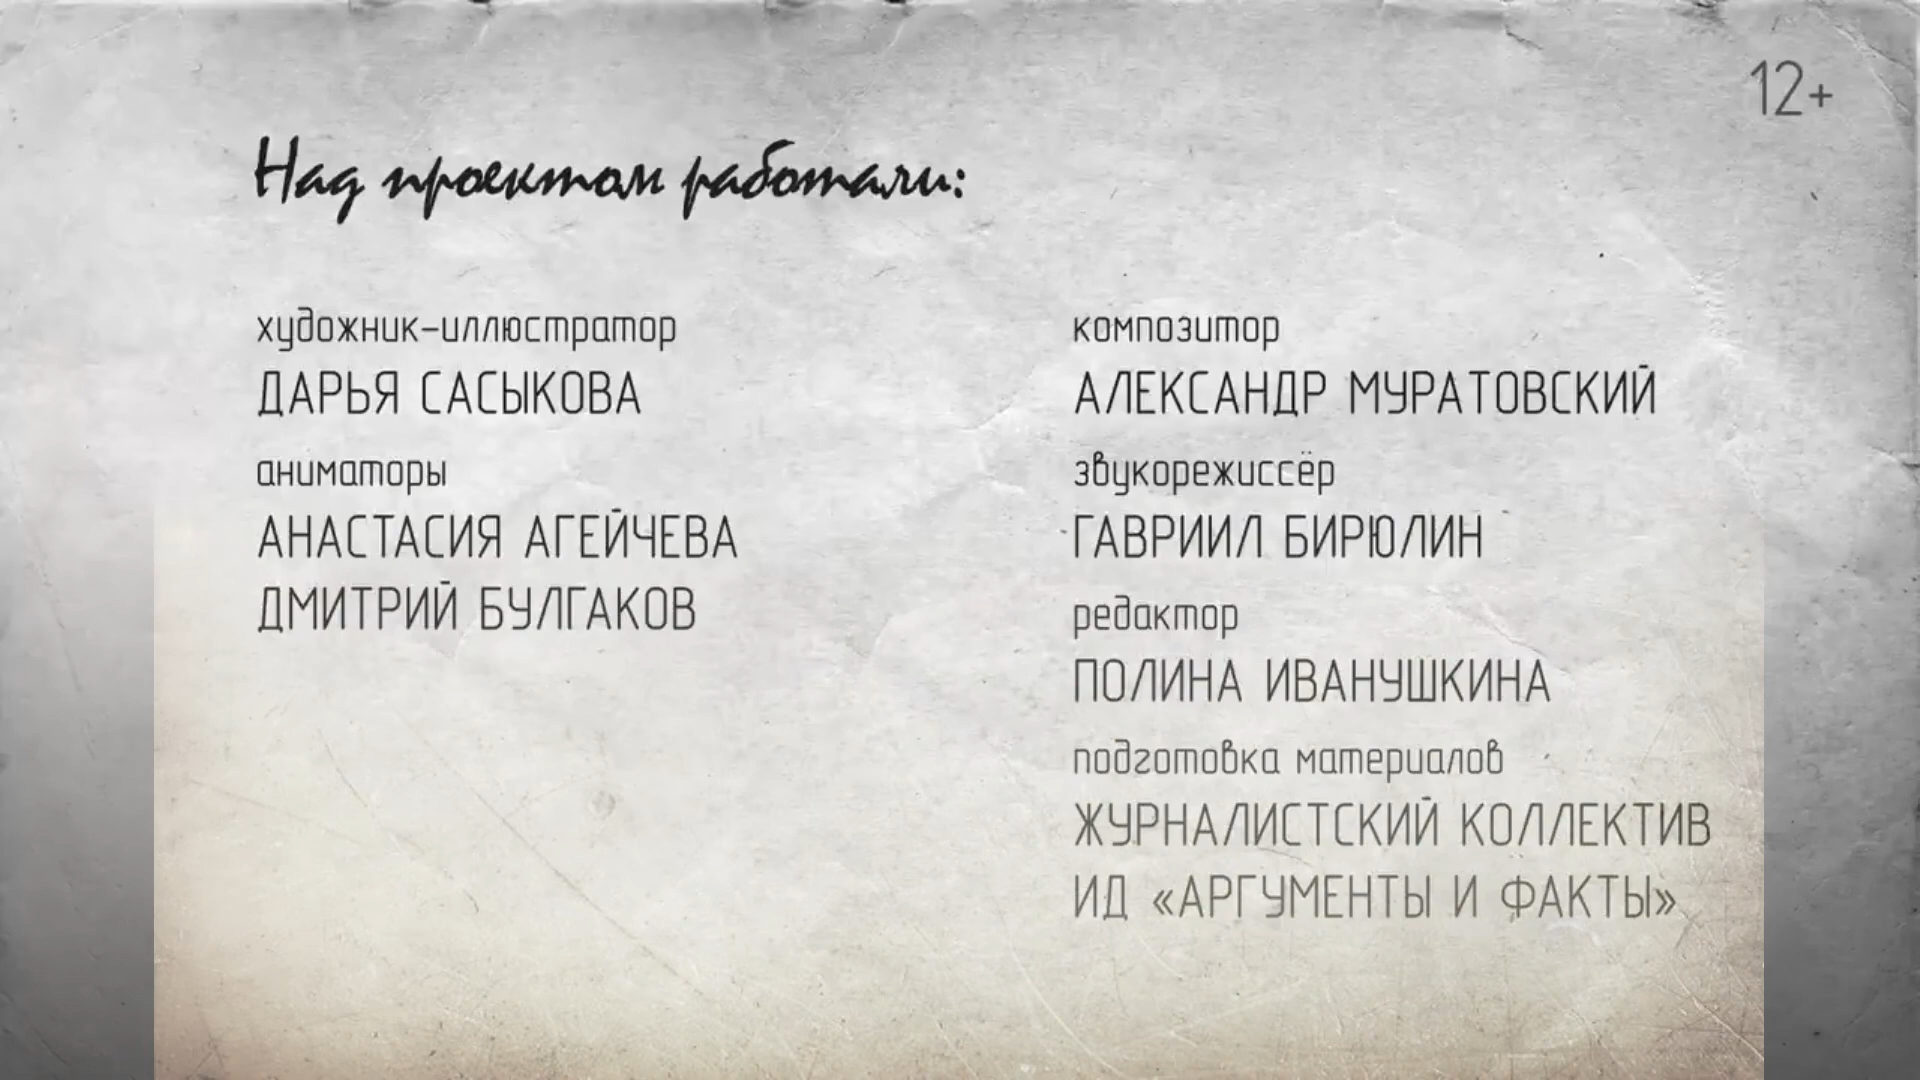 12+
Над проектом работали:
художник-иллюстратор
ДАРЬЯ САСЫКОВА
аниматоры
АНАСТАСИЯ АГЕЙЧЕВА
ДМИТРИЙ БУЛГАКОВ
композитор
АЛЕКСАНДР МУРАТОВСКИЙ
звукорежиссёр
ГАВРИИЛ БИРЮЛИН
редактор
ПОЛИНА ИВАНУШКИНА
подготовка материалов
ЖУРНАЛИСТСКИЙ КОЛЛЕКТИВ
ИД «АРГУМЕНТЫ И ФАКТЫ»